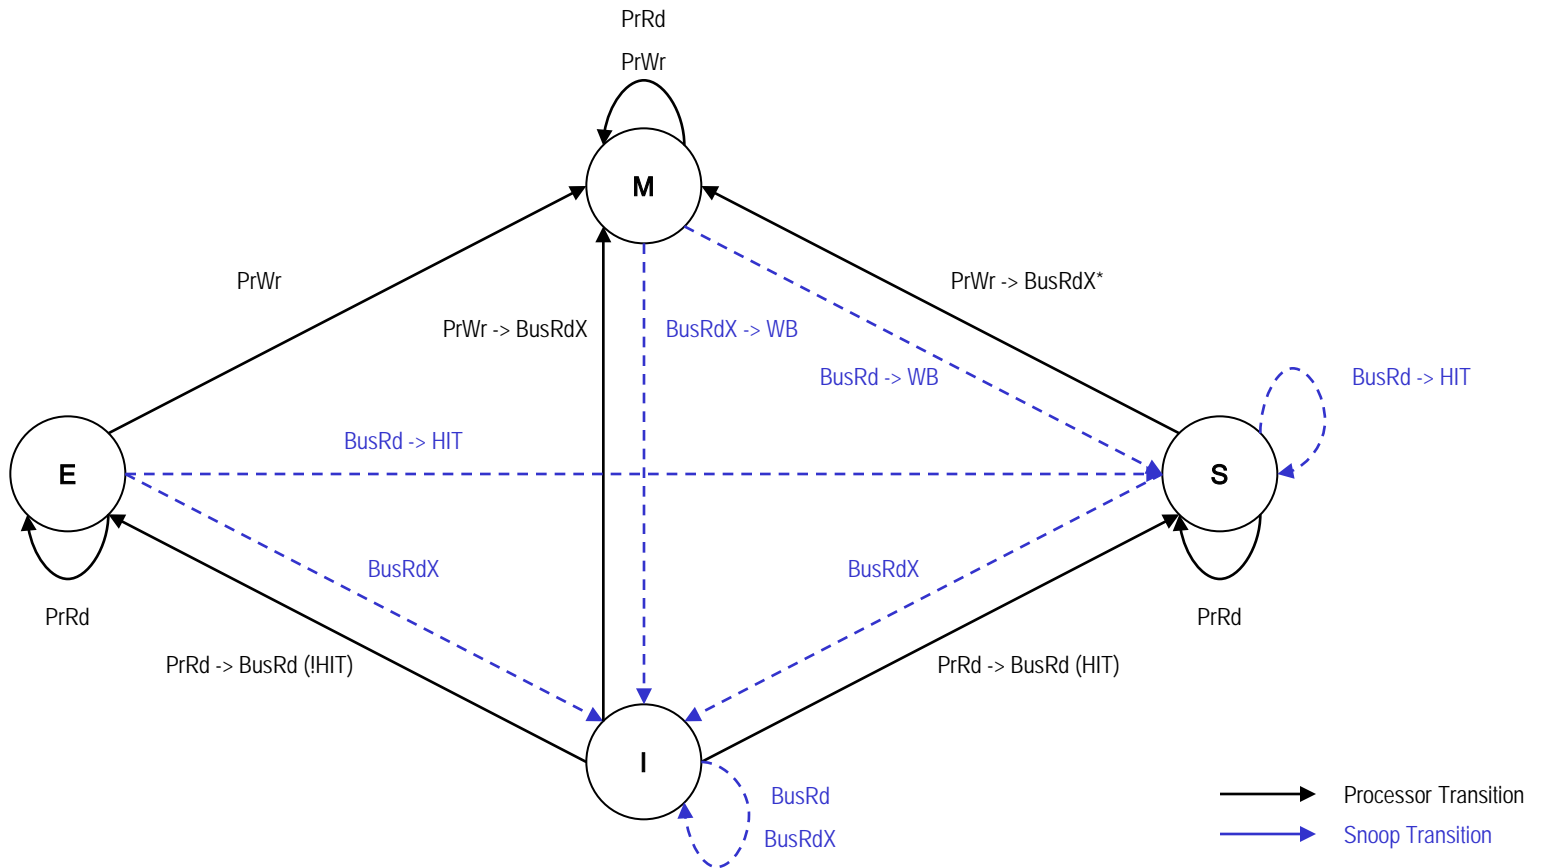 PrRd
PrWr
M
PrWr
PrWr -> BusRdX*
PrWr -> BusRdX
BusRdX -> WB
BusRd -> WB
BusRd -> HIT
BusRd -> HIT
E
S
BusRdX
BusRdX
PrRd
PrRd
PrRd -> BusRd (!HIT)
PrRd -> BusRd (HIT)
I
BusRd
BusRdX
Processor Transition
Snoop Transition